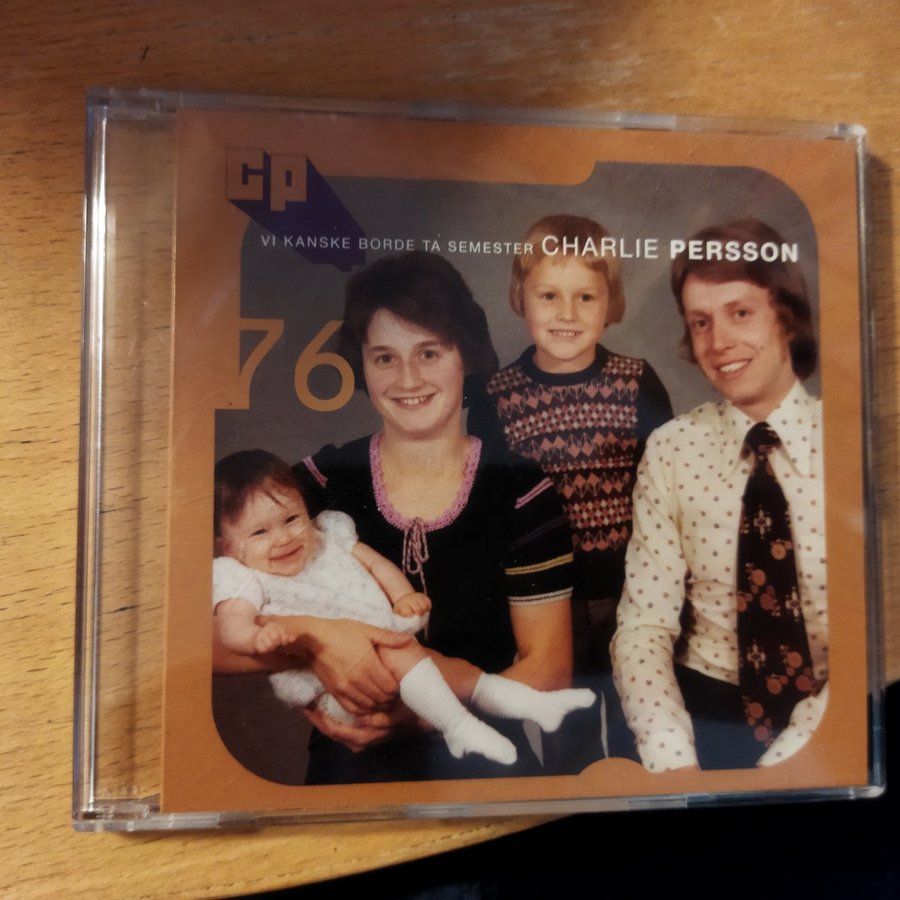 cp
VI KANSKE BORDE TA SEMESTER CHARLIE PERSSON
76